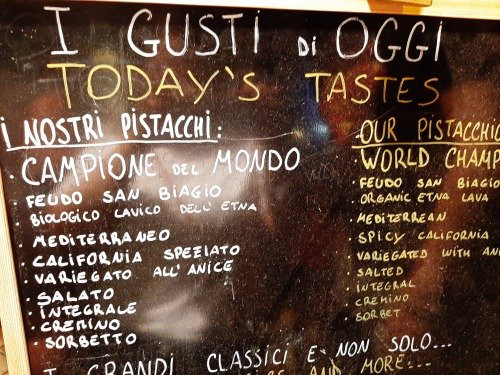 I GUSTI DI OGGI
TODAY'S TASTES
I NOSTRI PISTACCHI:
· CAMPIONE DEL MONDO
· FEUDO SAN BIAGIO
· BIOLOGICO LAVICO DELL'ETNA
· MEDITERRANEO
· CALIFORNIA SPEZIATO
· VARIEGATO ALL'ANICE
· SALATO
· INTEGRALE
· CREMINO
· SORBETTO
OUR PISTACCHIO
WORLD CHAMP
· FEUDO SAN BIAGIO
· ORGANIC ETNA LAVA
· MEDITERREAN
· SPICY CALIFORNIA
· VARIEGATED WITH AN
· SALTED
· INTEGRAL
· CREMINO
· SORBET
I GRANDI CLASSICI E NON SOLO...
AND MORE...